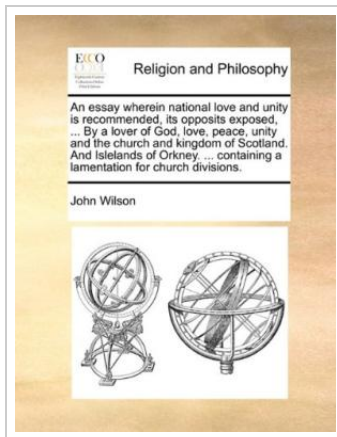 ECCO
Religion and Philosophy
An essay wherein national love and unity
is recommended, its opposits exposed,
... By a lover of God, love, peace, unity
and the church and kingdom of Scotland.
And Islelands of Orkney. ... containing a
lamentation for church divisions.
John Wilson